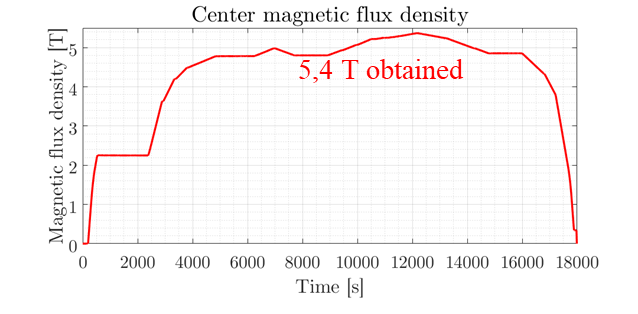 Center magnetic flux density
Magnetic flux density [T]
5
4
3
2
1
0
5,4 T obtained
0 2000 4000 6000 8000 10000 12000 14000 16000 18000
Time [s]